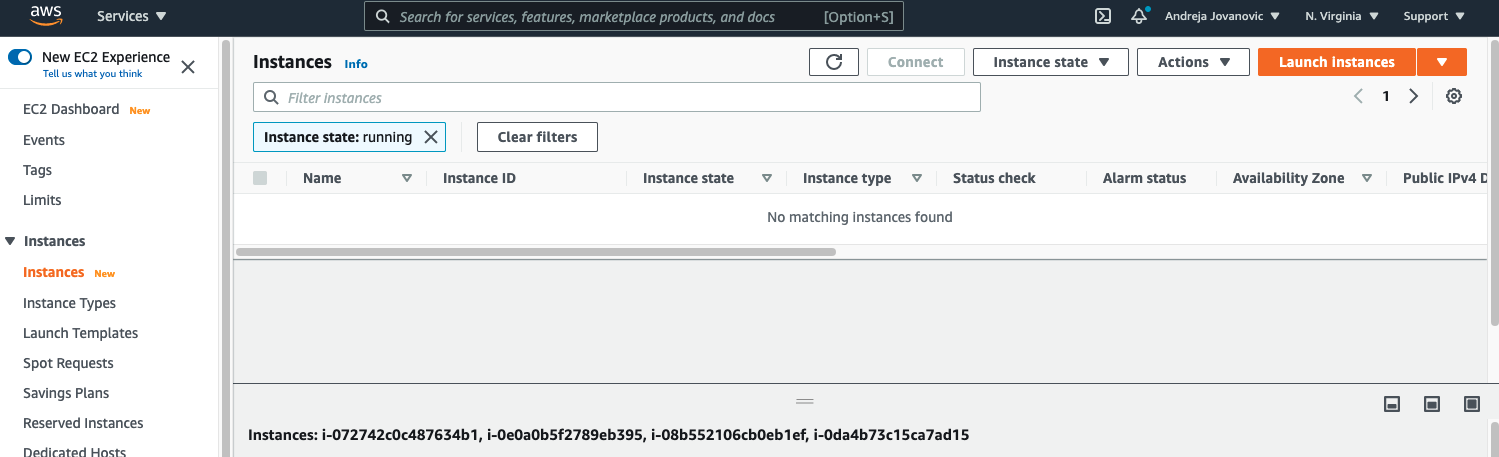 aws Services Search for services, features, marketplace products, and docs [Option+S] Andreja Jovanovic N. Virginia Support
New EC2 Experience
Tell us what you think
EC2 Dashboard New
Events
Tags
Limits
Instances
Instances New
Instance Types
Launch Templates
Spot Requests
Savings Plans
Reserved Instances
Dedicated Hosts
Instances Info Connect Instance state Actions Launch instances
Filter instances 1
Instance state: running Clear filters
Name Instance ID Instance state Instance type Status check Alarm status Availability Zone Public IPv4 D
No matching instances found
Instances: i-072742c0c487634b1, i-0e0a0b5f2789eb395, i-08b552106cb0eb1ef, i-0da4b73c15ca7ad15